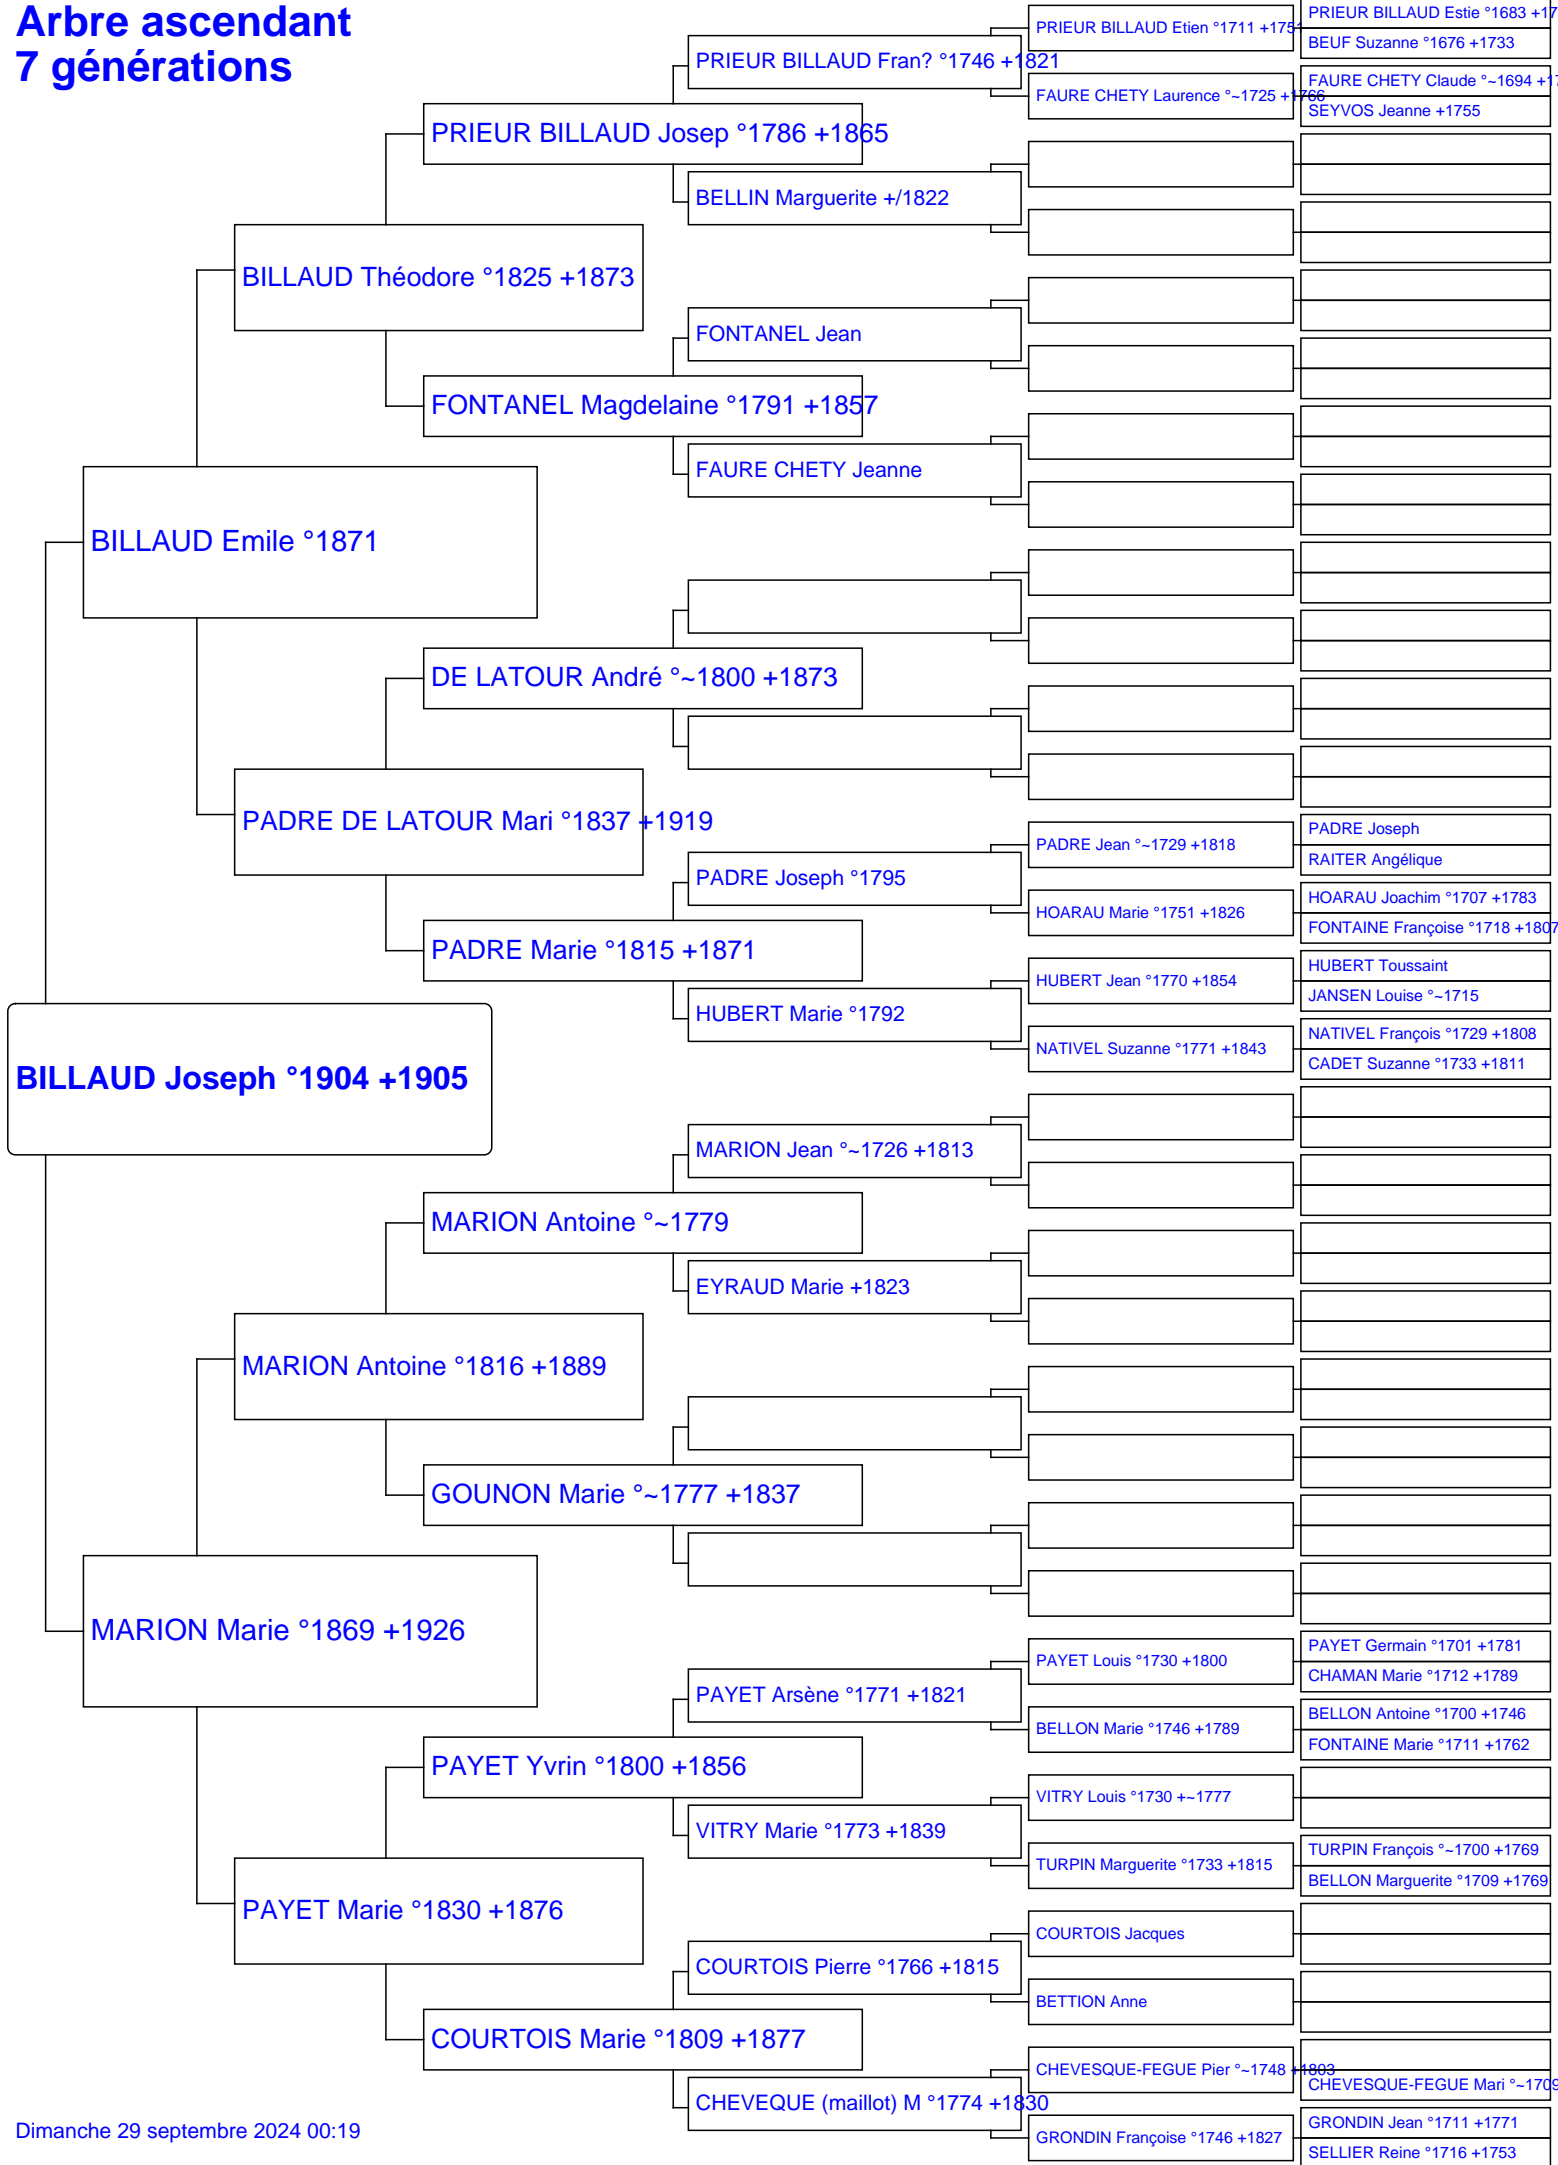 Arbre ascendant
7 générations
PRIEUR BILLAUD Estie °1683 +17
PRIEUR BILLAUD Etien °1711 +175
BEUF Suzanne °1676 +1733
PRIEUR BILLAUD Fran? °1746 +1821
FAURE CHETY Claude °~1694 +1
FAURE CHETY Laurence °~1725 +1766
SEYVOS Jeanne +1755
PRIEUR BILLAUD Josep °1786 +1865
BELLIN Marguerite +/1822
BILLAUD Théodore °1825 +1873
FONTANEL Jean
FONTANEL Magdelaine °1791 +1857
FAURE CHETY Jeanne
BILLAUD Emile °1871
DE LATOUR André °~1800 +1873
PADRE DE LATOUR Mari °1837 +1919
PADRE Joseph
PADRE Jean °~1729 +1818
RAITER Angélique
PADRE Joseph °1795
HOARAU Joachim °1707 +1783
HOARAU Marie °1751 +1826
FONTAINE Françoise °1718 +1807
PADRE Marie °1815 +1871
HUBERT Toussaint
HUBERT Jean °1770 +1854
JANSEN Louise °~1715
HUBERT Marie °1792
NATIVEL François °1729 +1808
NATIVEL Suzanne °1771 +1843
CADET Suzanne °1733 +1811
BILLAUD Joseph °1904 +1905
MARION Jean °~1726 +1813
MARION Antoine °~1779
EYRAUD Marie +1823
MARION Antoine °1816 +1889
GOUNON Marie °~1777 +1837
MARION Marie °1869 +1926
PAYET Germain °1701 +1781
PAYET Louis °1730 +1800
CHAMAN Marie °1712 +1789
PAYET Arsène °1771 +1821
BELLON Antoine °1700 +1746
BELLON Marie °1746 +1789
FONTAINE Marie °1711 +1762
PAYET Yvrin °1800 +1856
VITRY Louis °1730 +~1777
VITRY Marie °1773 +1839
TURPIN François °~1700 +1769
TURPIN Marguerite °1733 +1815
BELLON Marguerite °1709 +1769
PAYET Marie °1830 +1876
COURTOIS Jacques
COURTOIS Pierre °1766 +1815
BETTION Anne
COURTOIS Marie °1809 +1877
CHEVESQUE-FEGUE Pier °~1748 +1803
CHEVESQUE-FEGUE Mari °~1709
CHEVEQUE (maillot) M °1774 +1830
GRONDIN Jean °1711 +1771
GRONDIN Françoise °1746 +1827
SELLIER Reine °1716 +1753
Dimanche 29 septembre 2024 00:19